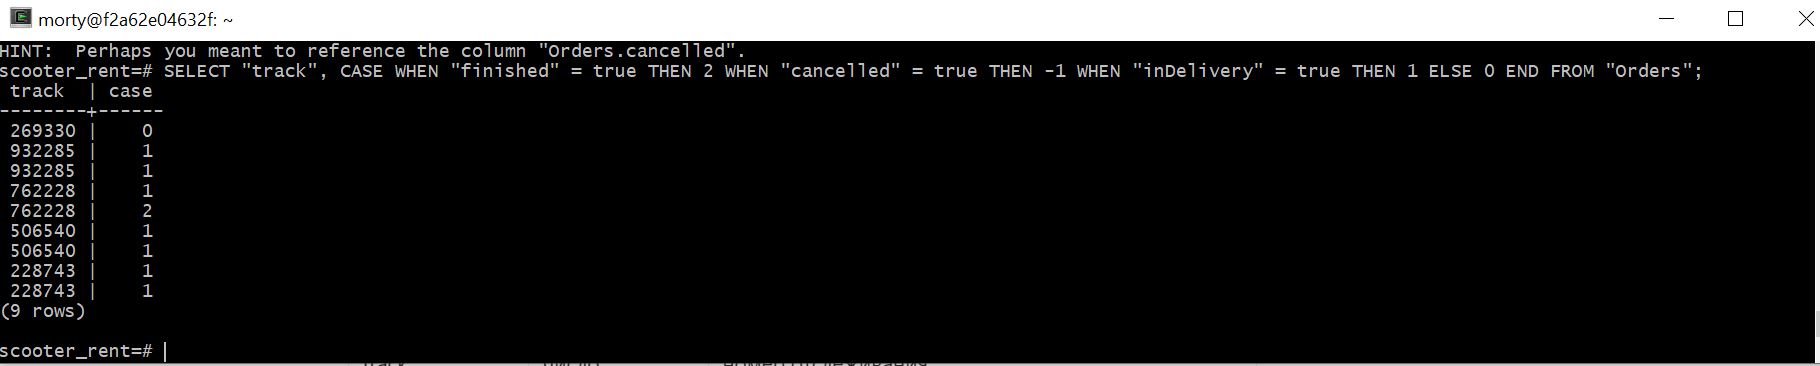 morty@f2a62e04632f: ~
HINT:  Perhaps you meant to reference the column "Orders.cancelled".
scooter_rent=# SELECT "track", CASE WHEN "finished" = true THEN 2 WHEN "cancelled" = true THEN -1 WHEN "inDelivery" = true THEN 1 ELSE 0 END FROM "Orders";
 track  | case
--------+------
 269330 |    0
 932285 |    1
 932285 |    1
 762228 |    1
 762228 |    2
 506540 |    1
 506540 |    1
 228743 |    1
 228743 |    1
(9 rows)
scooter_rent=#